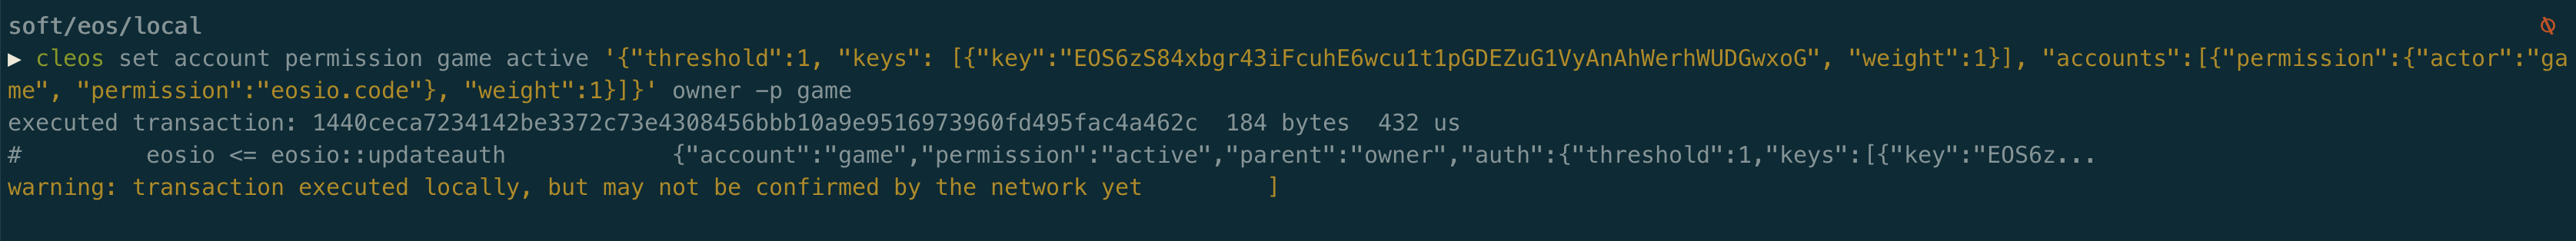 soft/eos/local
▶ cleos set account permission game active '{"threshold":1, "keys": [{"key":"EOS6zS84xbgr43iFcuhE6wcu1t1pGDEZuG1VyAnAhWerhWUDGwxoG", "weight":1}], "accounts":[{"permission":{"actor":"ga
me", "permission":"eosio.code"}, "weight":1}]}' owner -p game
executed transaction: 1440ceca7234142be3372c73e4308456bbb10a9e9516973960fd495fac4a462c  184 bytes  432 us
#         eosio <= eosio::updateauth            {"account":"game","permission":"active","parent":"owner","auth":{"threshold":1,"keys":[{"key":"EOS6z...
warning: transaction executed locally, but may not be confirmed by the network yet         ]